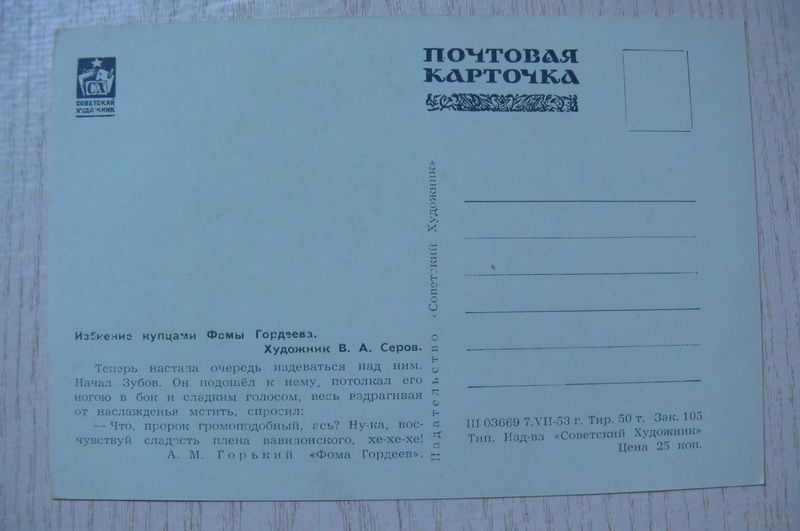 СХ
СОВЕТСКИЙ
ХУДОЖНИК
ПОЧТОВАЯ
КАРТОЧКА
Избиение купцами Фомы Гордеева.
Художник В. А. Серов.
Теперь настала очередь издеваться над ним.
Начал Зубов. Он подошёл к нему, потолкал его
ногою в бок и сладким голосом, весь вздрагивая
от наслажденья мстить, спросил:
— Что, пророк громоподобный, ась? Ну-ка, вос-
чувствуй сладость плена вавилонского, хе-хе-хе!
А. М. Горький «Фома Гордеев».
Издательство «Советский Художник»
Ш 03669 7.VII-53 г. Тир. 50 т. Зак. 105
Тип. Изд-ва «Советский Художник»
Цена 25 коп.